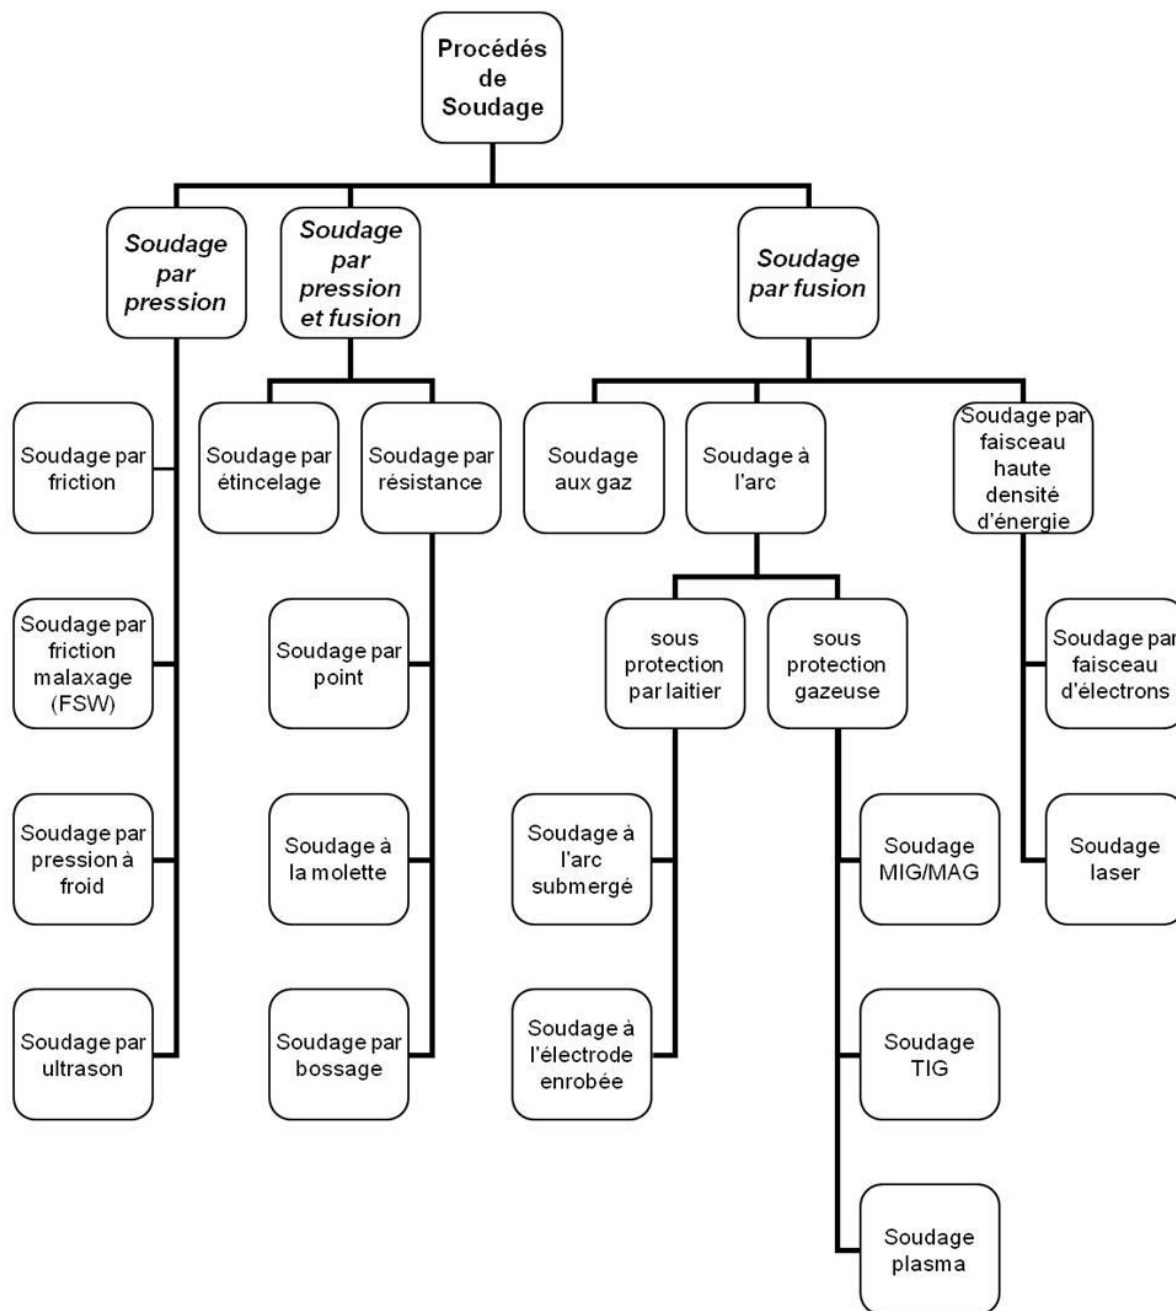 Procédés
de
Soudage
Soudage
par
pression
Soudage
par
pression
et fusion
Soudage
par fusion
Soudage par
friction
Soudage par
étincelage
Soudage par
résistance
Soudage
aux gaz
Soudage à
l'arc
Soudage par
faisceau
haute
densité
d'énergie
Soudage par
friction
malaxage
(FSW)
Soudage par
point
sous
protection
par laitier
sous
protection
gazeuse
Soudage par
faisceau
d'électrons
Soudage par
pression à
froid
Soudage à
la molette
Soudage à
l'arc
submergé
Soudage
MIG/MAG
Soudage
laser
Soudage par
ultrason
Soudage par
bossage
Soudage à
l'électrode
enrobée
Soudage
TIG
Soudage
plasma